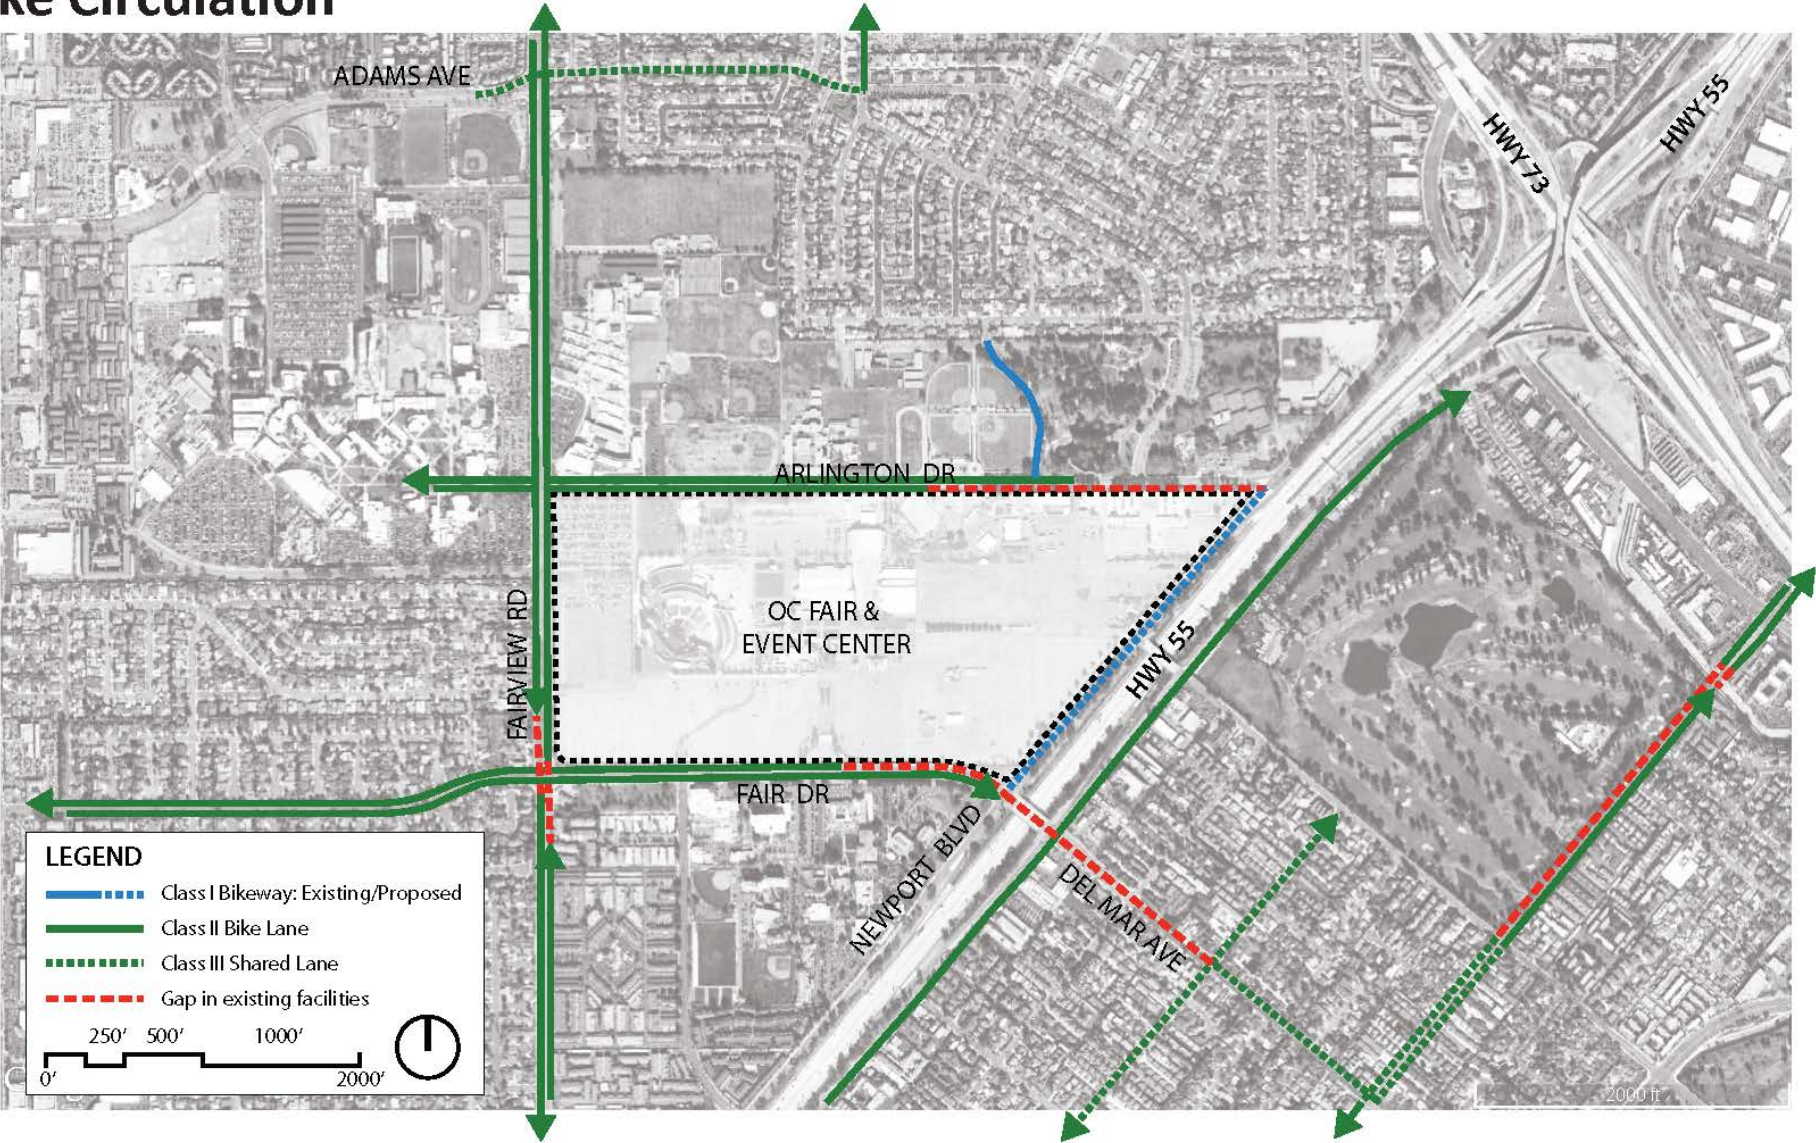 ke Circulation
ADAMS AVE
HWY 73
HWY 55
ARLINGTON DR
FAIRVIEW RD
OC FAIR &
EVENT CENTER
HWY 55
FAIR DR
NEWPORT BLVD
DEL MAR AVE
LEGEND
Class I Bikeway: Existing/Proposed
Class II Bike Lane
Class III Shared Lane
Gap in existing facilities
250' 500' 1000'
0' 2000'
2000 ft